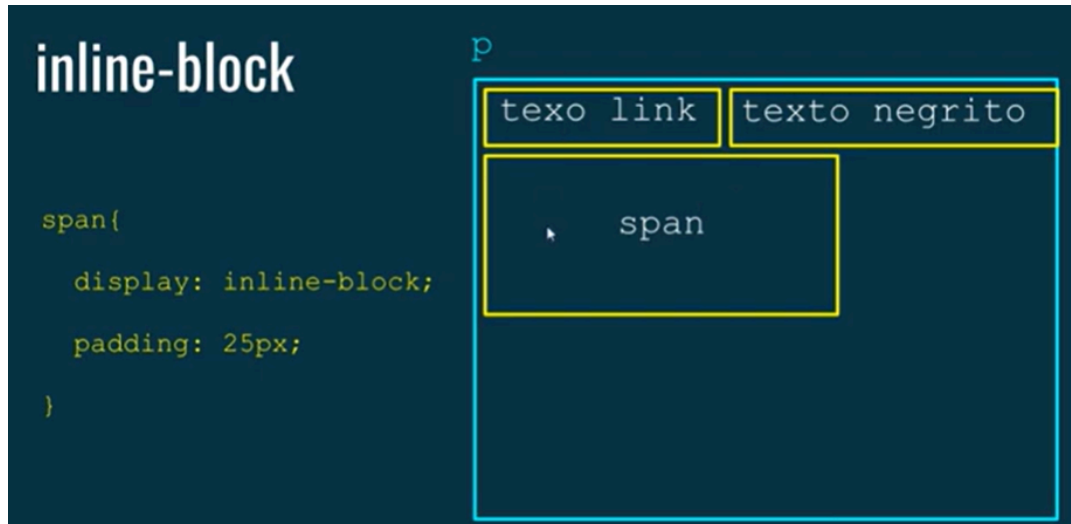 inline-block
span{
display: inline-block;
padding: 25px;
}
p
texo link texto negrito
span